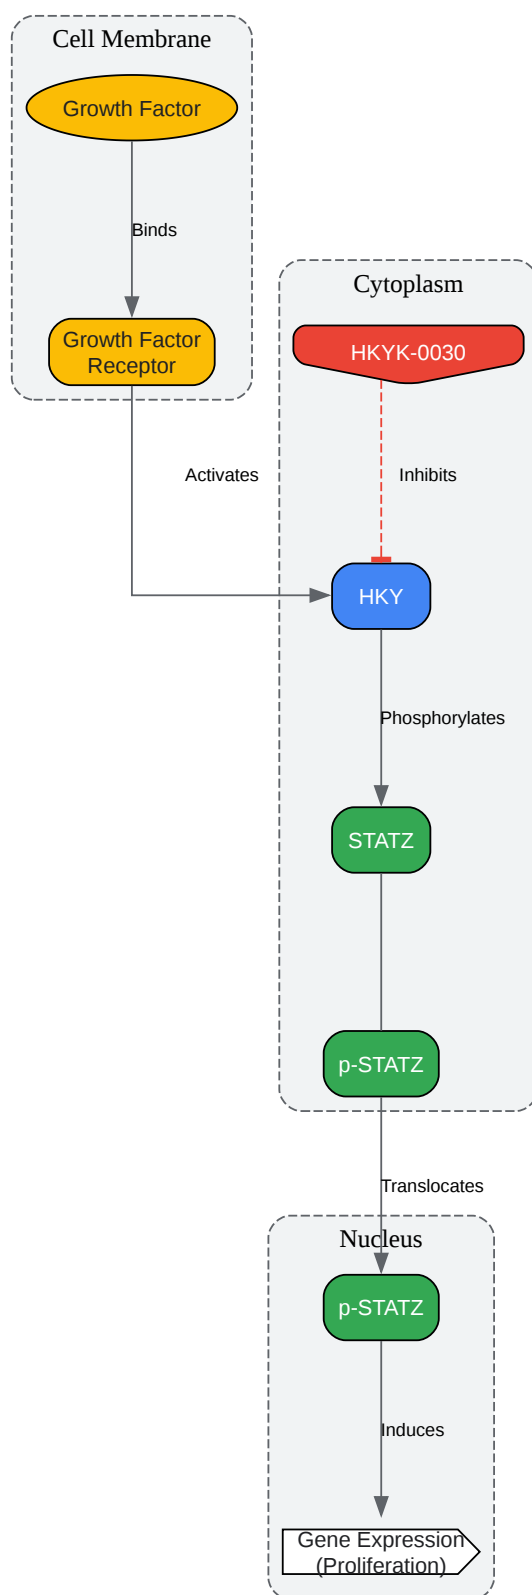 Cell Membrane
Growth Factor
Binds
Growth Factor
Receptor
Activates
Cytoplasm
HKYK-0030
Inhibits
HKY
Phosphorylates
STATZ
p-STATZ
Translocates
Nucleus
p-STATZ
Induces
Gene Expression
(Proliferation)